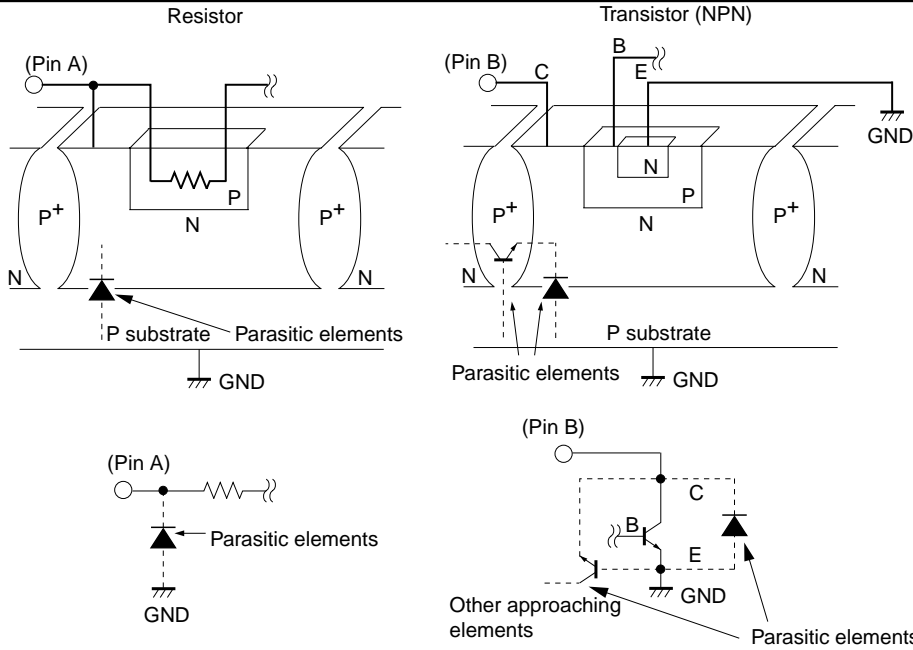 Resistor
(Pin A)
P+
N
P
N
P+
N
P substrate
Parasitic elements
GND
Transistor (NPN)
(Pin B)
C
B
E
GND
P+
N
N
P
N
P+
N
P substrate
Parasitic elements
GND
(Pin A)
Parasitic elements
GND
(Pin B)
C
B
E
GND
Other approaching
elements
Parasitic elements